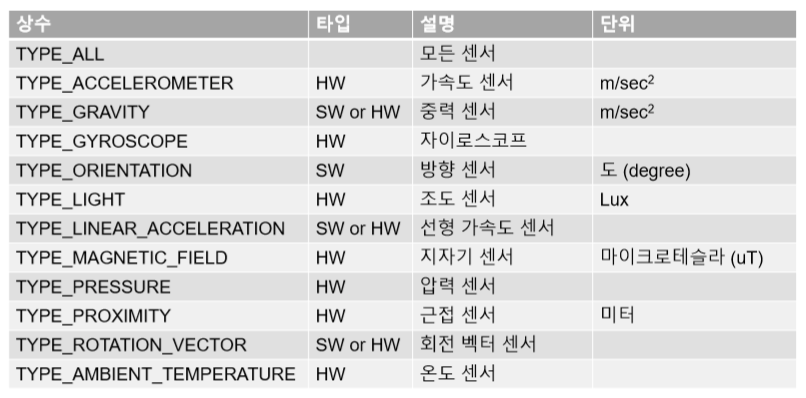 상수 타입 설명 단위
TYPE_ALL 모든 센서
TYPE_ACCELEROMETER HW 가속도 센서 m/sec²
TYPE_GRAVITY SW or HW 중력 센서 m/sec²
TYPE_GYROSCOPE HW 자이로스코프
TYPE_ORIENTATION SW 방향 센서 도 (degree)
TYPE_LIGHT HW 조도 센서 Lux
TYPE_LINEAR_ACCELERATION SW or HW 선형 가속도 센서
TYPE_MAGNETIC_FIELD HW 지자기 센서 마이크로테슬라 (uT)
TYPE_PRESSURE HW 압력 센서
TYPE_PROXIMITY HW 근접 센서 미터
TYPE_ROTATION_VECTOR SW or HW 회전 벡터 센서
TYPE_AMBIENT_TEMPERATURE HW 온도 센서